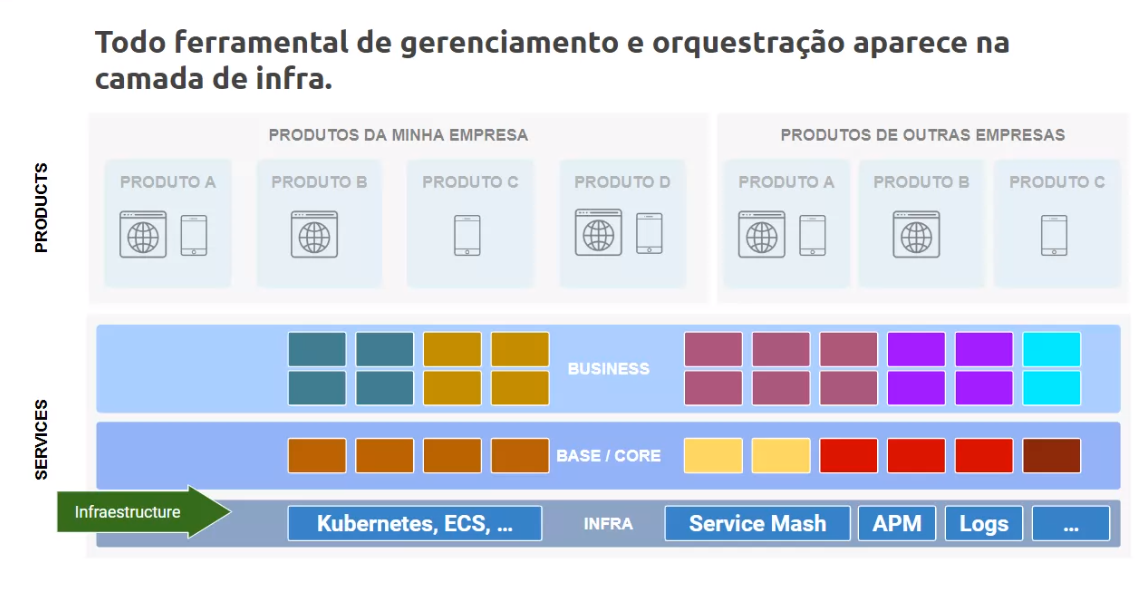 Todo ferramental de gerenciamento e orquestração aparece na
camada de infra.
PRODUCTS
PRODUTOS DA MINHA EMPRESA
PRODUTO A
PRODUTO B
PRODUTO C
PRODUTO D
PRODUTOS DE OUTRAS EMPRESAS
PRODUTO A
PRODUTO B
PRODUTO C
SERVICES
BUSINESS
BASE / CORE
Infraestructure
Kubernetes, ECS, ...
INFRA
Service Mash
APM
Logs
...